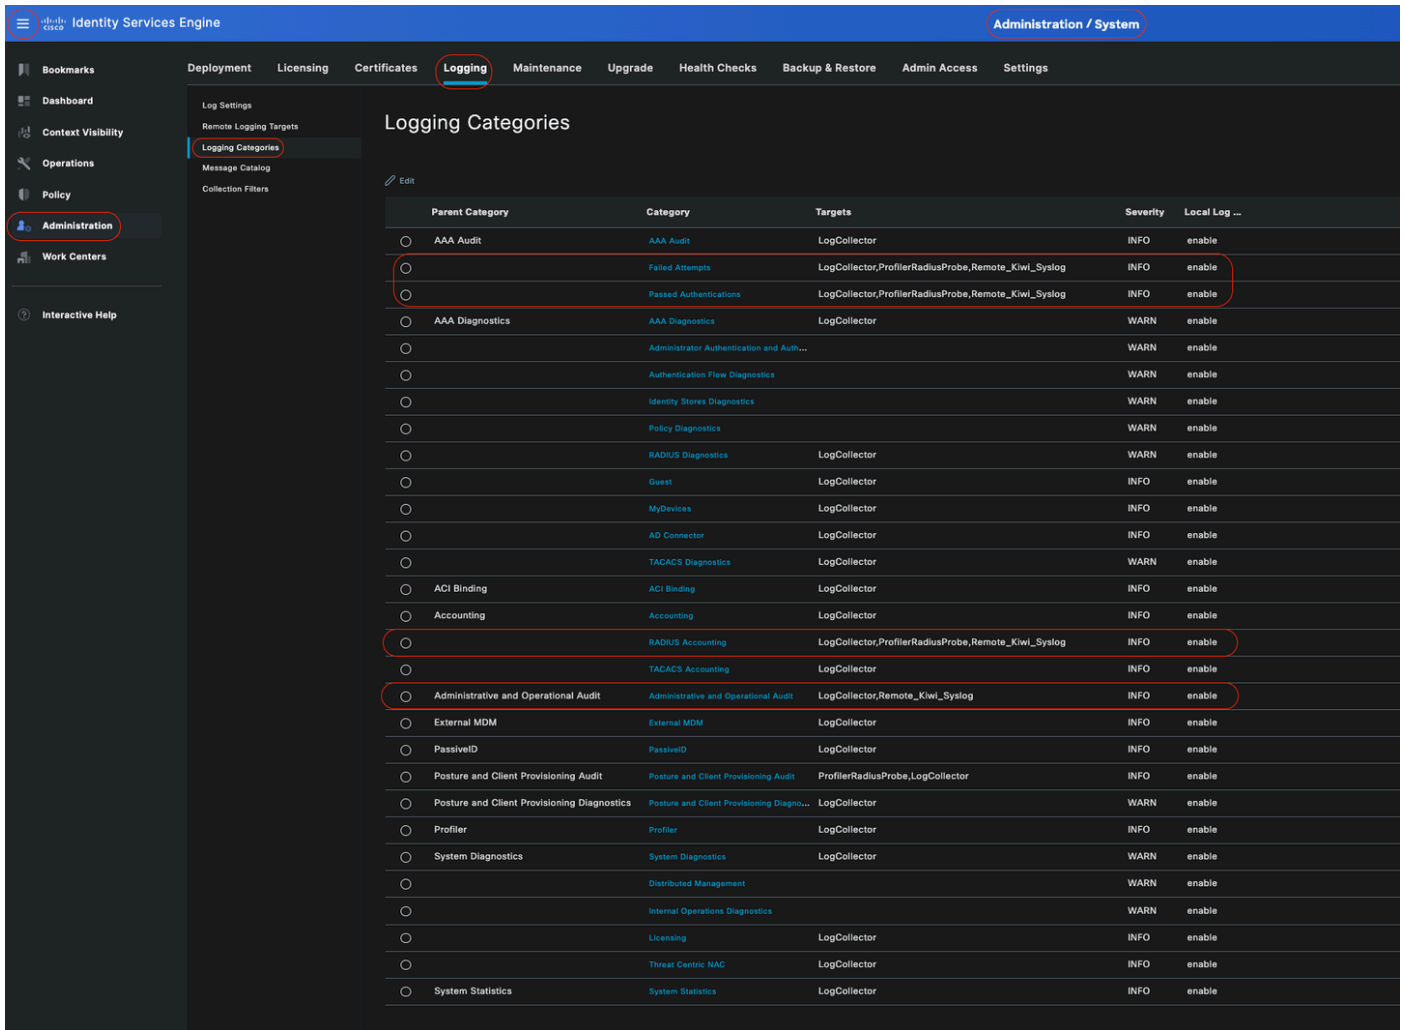 cisco Identity Services Engine
Administration / System
Bookmarks
Dashboard
Context Visibility
Operations
Policy
Administration
Work Centers
Interactive Help
Deployment Licensing Certificates Logging Maintenance Upgrade Health Checks Backup & Restore Admin Access Settings
Log Settings
Remote Logging Targets
Logging Categories
Message Catalog
Collection Filters
Logging Categories
Edit
Parent Category Category Targets Severity Local Log ...
AAA Audit AAA Audit LogCollector INFO enable
Failed Attempts LogCollector,ProfilerRadiusProbe,Remote_Kiwi_Syslog INFO enable
Passed Authentications LogCollector,ProfilerRadiusProbe,Remote_Kiwi_Syslog INFO enable
AAA Diagnostics AAA Diagnostics LogCollector WARN enable
Administrator Authentication and Auth... WARN enable
Authentication Flow Diagnostics WARN enable
Identity Stores Diagnostics WARN enable
Policy Diagnostics WARN enable
RADIUS Diagnostics LogCollector WARN enable
Guest LogCollector INFO enable
MyDevices LogCollector INFO enable
AD Connector LogCollector INFO enable
TACACS Diagnostics LogCollector WARN enable
ACI Binding ACI Binding LogCollector INFO enable
Accounting Accounting LogCollector INFO enable
RADIUS Accounting LogCollector,ProfilerRadiusProbe,Remote_Kiwi_Syslog INFO enable
TACACS Accounting LogCollector INFO enable
Administrative and Operational Audit Administrative and Operational Audit LogCollector,Remote_Kiwi_Syslog INFO enable
External MDM External MDM LogCollector INFO enable
PassiveID PassiveID LogCollector INFO enable
Posture and Client Provisioning Audit Posture and Client Provisioning Audit ProfilerRadiusProbe,LogCollector INFO enable
Posture and Client Provisioning Diagnostics Posture and Client Provisioning Diagno... LogCollector WARN enable
Profiler Profiler LogCollector INFO enable
System Diagnostics System Diagnostics LogCollector WARN enable
Distributed Management WARN enable
Internal Operations Diagnostics WARN enable
Licensing LogCollector INFO enable
Threat Centric NAC LogCollector INFO enable
System Statistics System Statistics LogCollector INFO enable